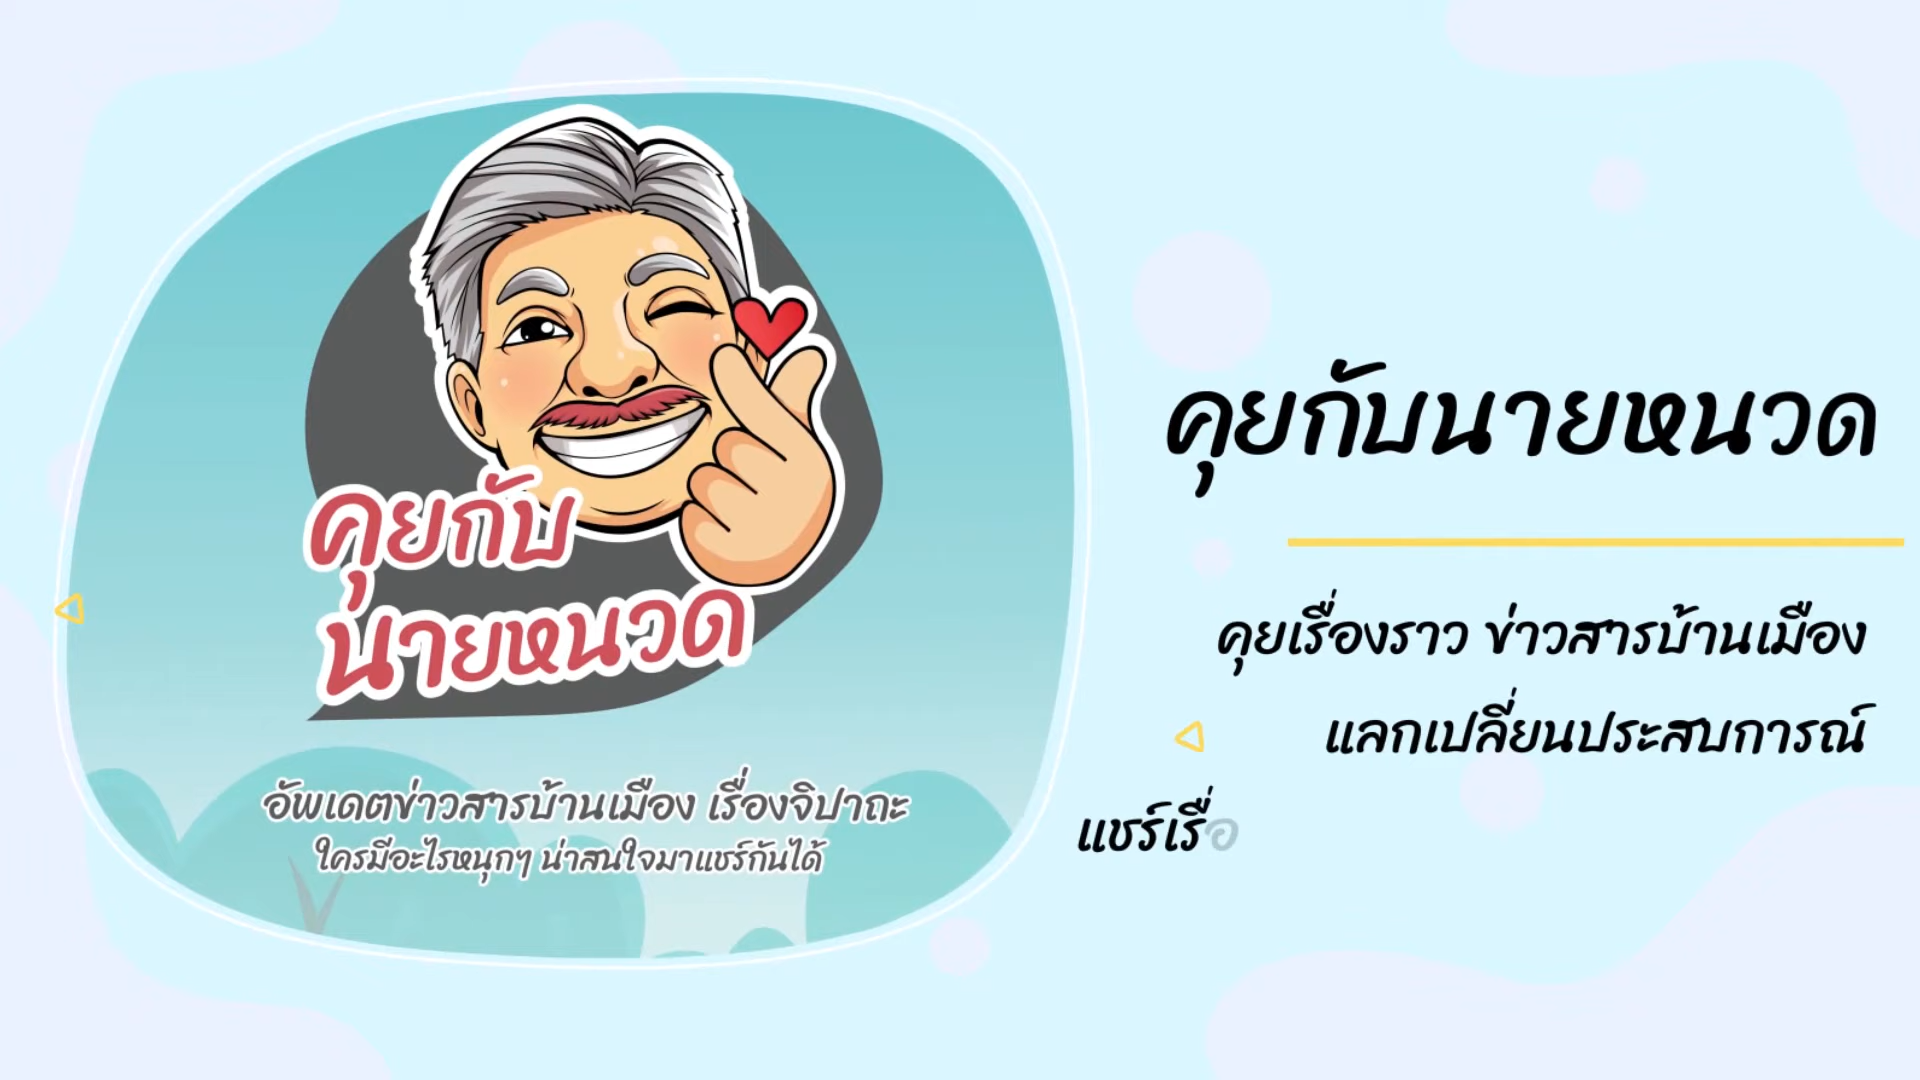 คุยกับ
นายหนวด
อัพเดตข่าวสารบ้านเมือง เรื่องจิปาถะ
ใครมีอะไรหนุกๆ น่าสนใจมาแชร์กันได้
คุยกับนายหนวด
คุยเรื่องราว ข่าวสารบ้านเมือง
แลกเปลี่ยนประสบการณ์
แชร์เรื่อ